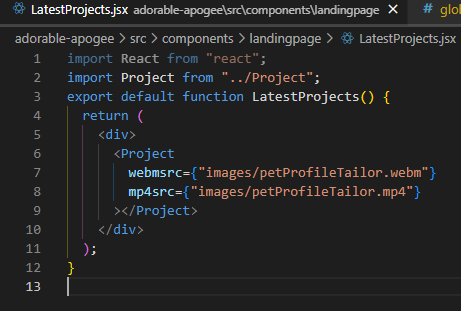 LatestProjects.jsx adorable-apogee\src\components\landingpage × # glo
adorable-apogee > src > components > landingpage > LatestProjects.jsx
1 import React from "react";
2 import Project from "../Project";
3 export default function LatestProjects() {
4   return (
5     <div>
6       <Project
7         webmsrc={"images/petProfileTailor.webm"}
8         mp4src={"images/petProfileTailor.mp4"}
9       ></Project>
10     </div>
11   );
12 }
13